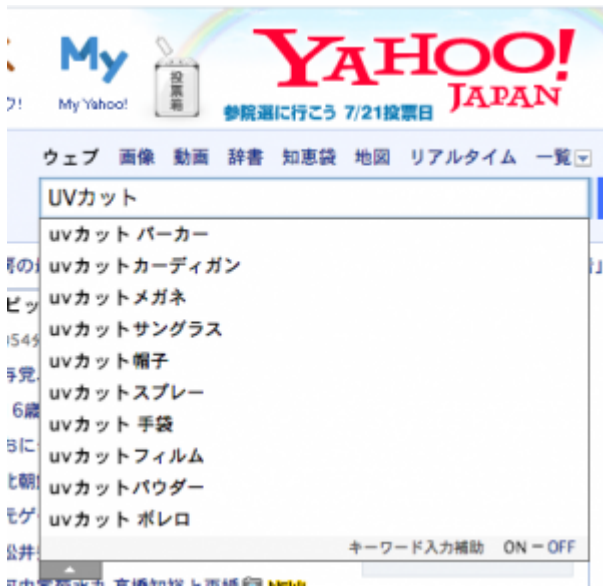 My
My Yahoo!
投票箱
YAHOO!
JAPAN
参院選に行こう 7/21投票日
ウェブ 画像 動画 辞書 知恵袋 地図 リアルタイム 一覧
UVカット
uvカット パーカー
uvカットカーディガン
uvカットメガネ
uvカットサングラス
uvカット帽子
uvカットスプレー
uvカット 手袋
uvカットフィルム
uvカットパウダー
uvカット ボレロ
キーワード入力補助 ON - OFF